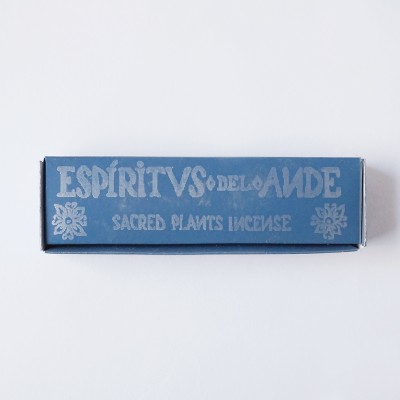 ESPÍRITVS DEL ANDE
SACRED PLANTS INCENSE